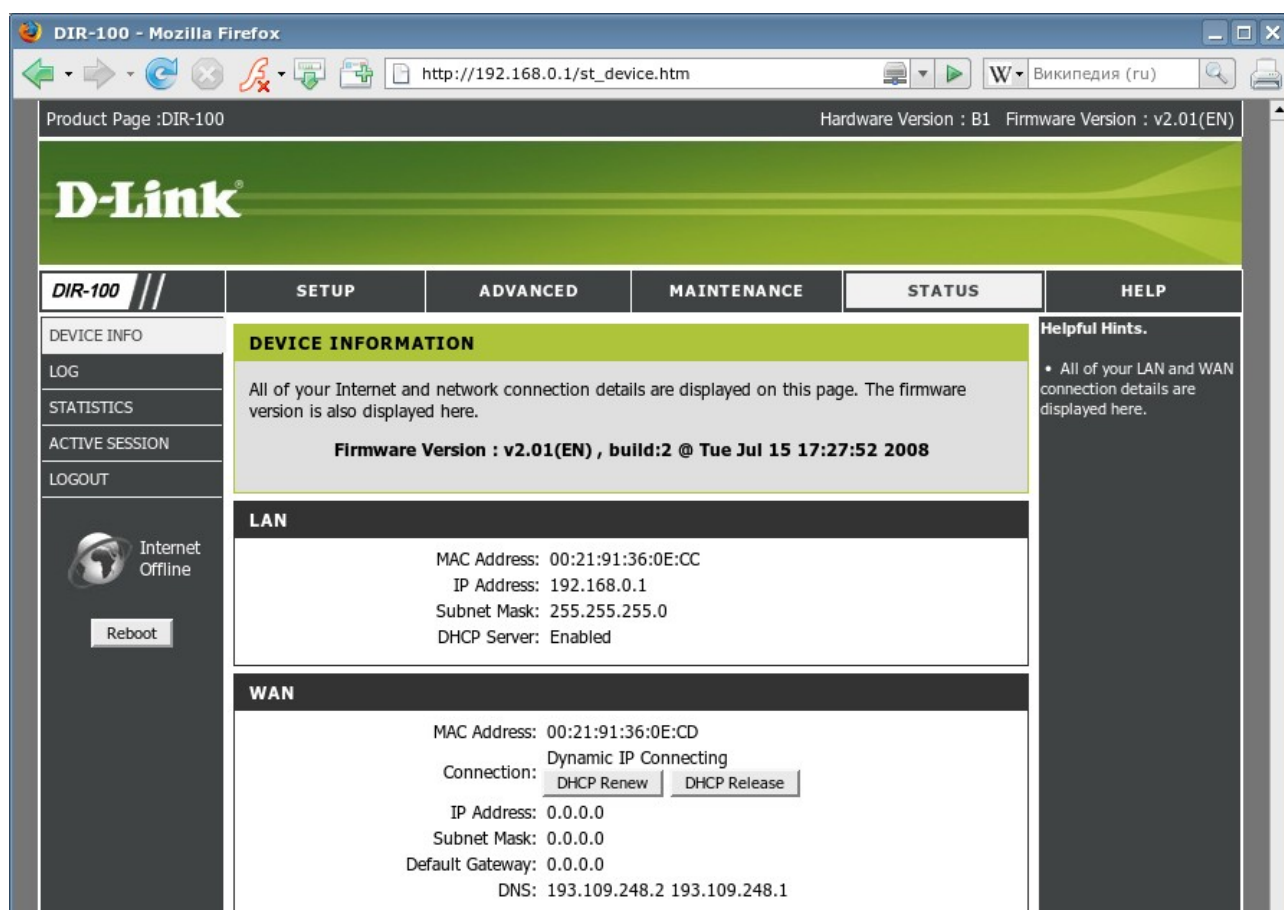 DIR-100 - Mozilla Firefox
http://192.168.0.1/st_device.htm
W
Википедия (ru)
Product Page :DIR-100
Hardware Version : B1 Firmware Version : v2.01(EN)
D-Link®
DIR-100
SETUP
ADVANCED
MAINTENANCE
STATUS
HELP
DEVICE INFO
LOG
STATISTICS
ACTIVE SESSION
LOGOUT
Internet
Offline
Reboot
DEVICE INFORMATION
All of your Internet and network connection details are displayed on this page. The firmware
version is also displayed here.
Firmware Version : v2.01(EN) , build:2 @ Tue Jul 15 17:27:52 2008
LAN
MAC Address: 00:21:91:36:0E:CC
IP Address: 192.168.0.1
Subnet Mask: 255.255.255.0
DHCP Server: Enabled
WAN
MAC Address: 00:21:91:36:0E:CD
Connection: Dynamic IP Connecting
DHCP Renew DHCP Release
IP Address: 0.0.0.0
Subnet Mask: 0.0.0.0
Default Gateway: 0.0.0.0
DNS: 193.109.248.2 193.109.248.1
Helpful Hints.
• All of your LAN and WAN
connection details are
displayed here.